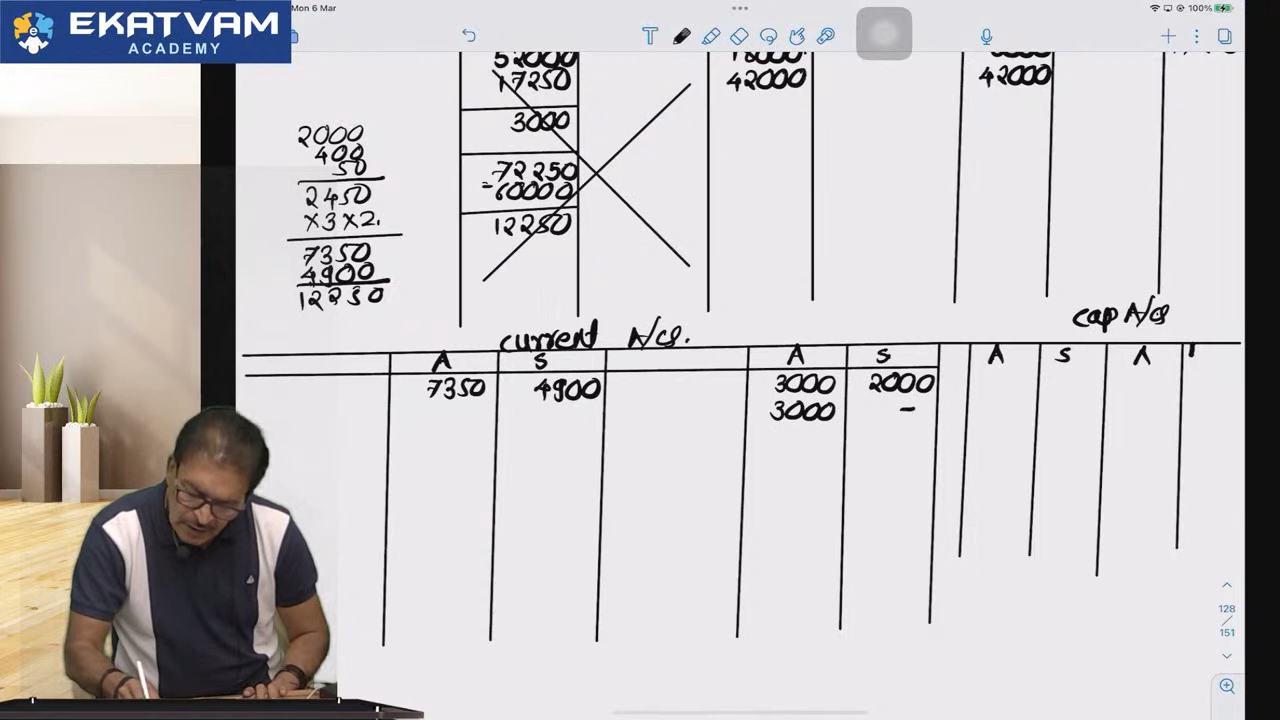 EKATVAM
ACADEMY
Mon 6 Mar
100%
T
52000
17250
3000
72250
-60000
12250
42000
42000
2000
400
50
2450
x3x2.
7350
4900
12250
current A/cs.
cap A/cs
A S A S A S A
7350 4900 3000 2000
3000 -
128
/
151